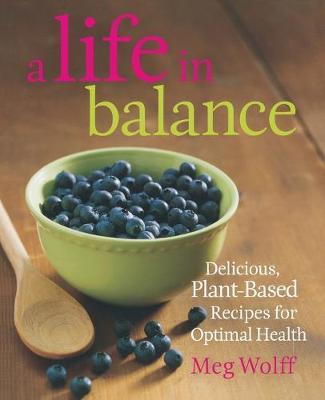 a life in
balance
Delicious,
Plant-Based
Recipes for
Optimal Health
Meg Wolff